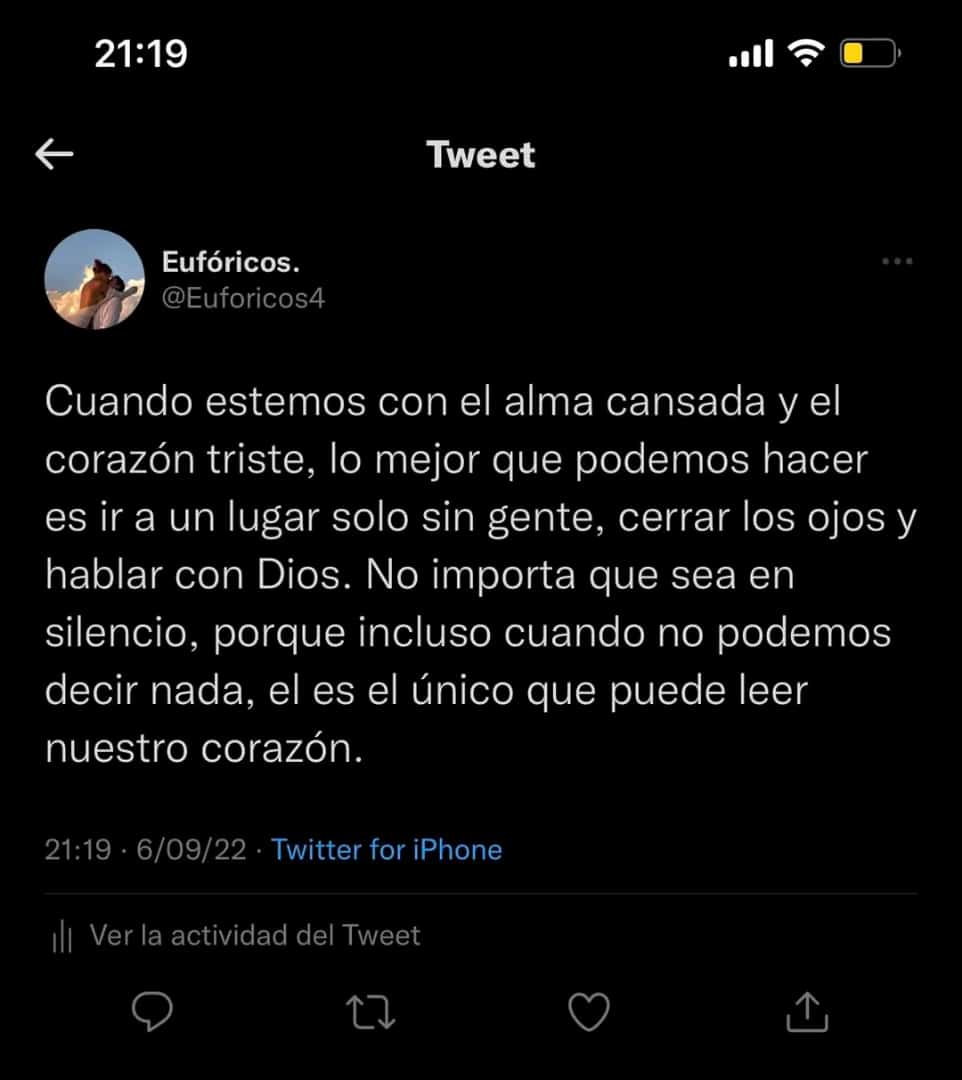 21:19
Tweet
Eufóricos.
@Euforicos4
Cuando estemos con el alma cansada y el
corazón triste, lo mejor que podemos hacer
es ir a un lugar solo sin gente, cerrar los ojos y
hablar con Dios. No importa que sea en
silencio, porque incluso cuando no podemos
decir nada, el es el único que puede leer
nuestro corazón.
21:19 · 6/09/22 · Twitter for iPhone
Ver la actividad del Tweet